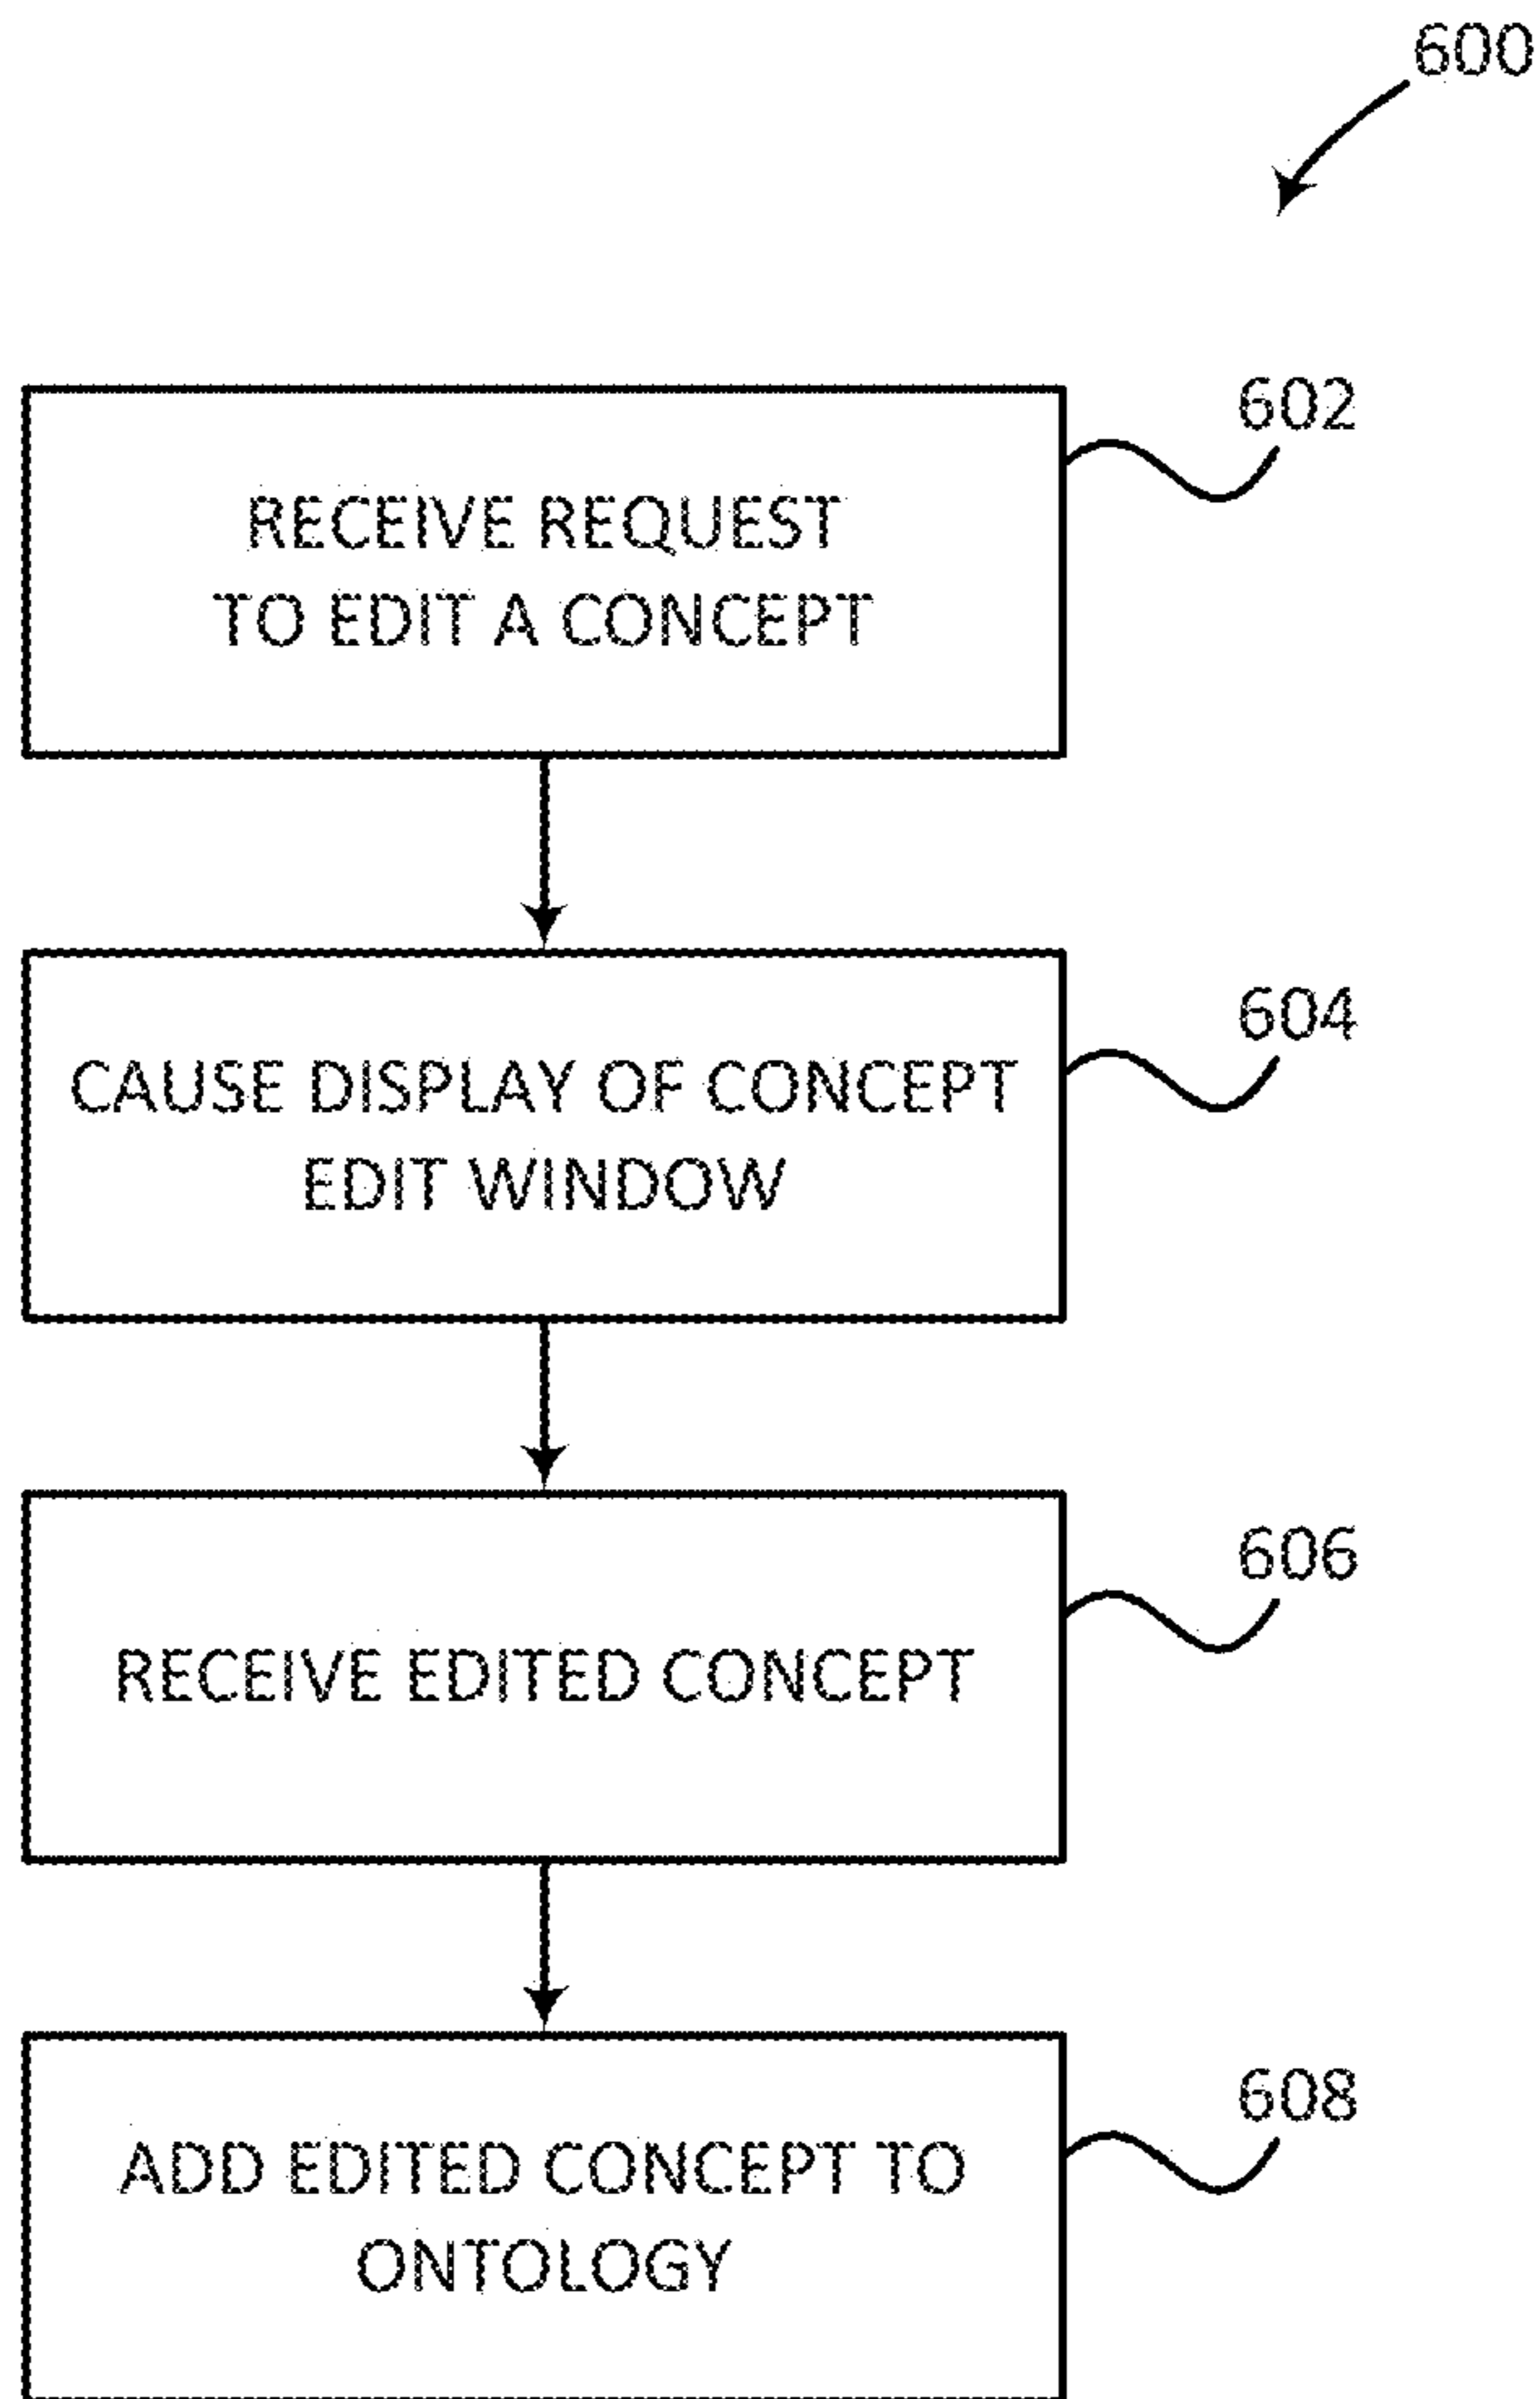 600
602
RECEIVE REQUEST
TO EDIT A CONCEPT
604
CAUSE DISPLAY OF CONCEPT
EDIT WINDOW
606
RECEIVE EDITED CONCEPT
608
ADD EDITED CONCEPT TO
ONTOLOGY